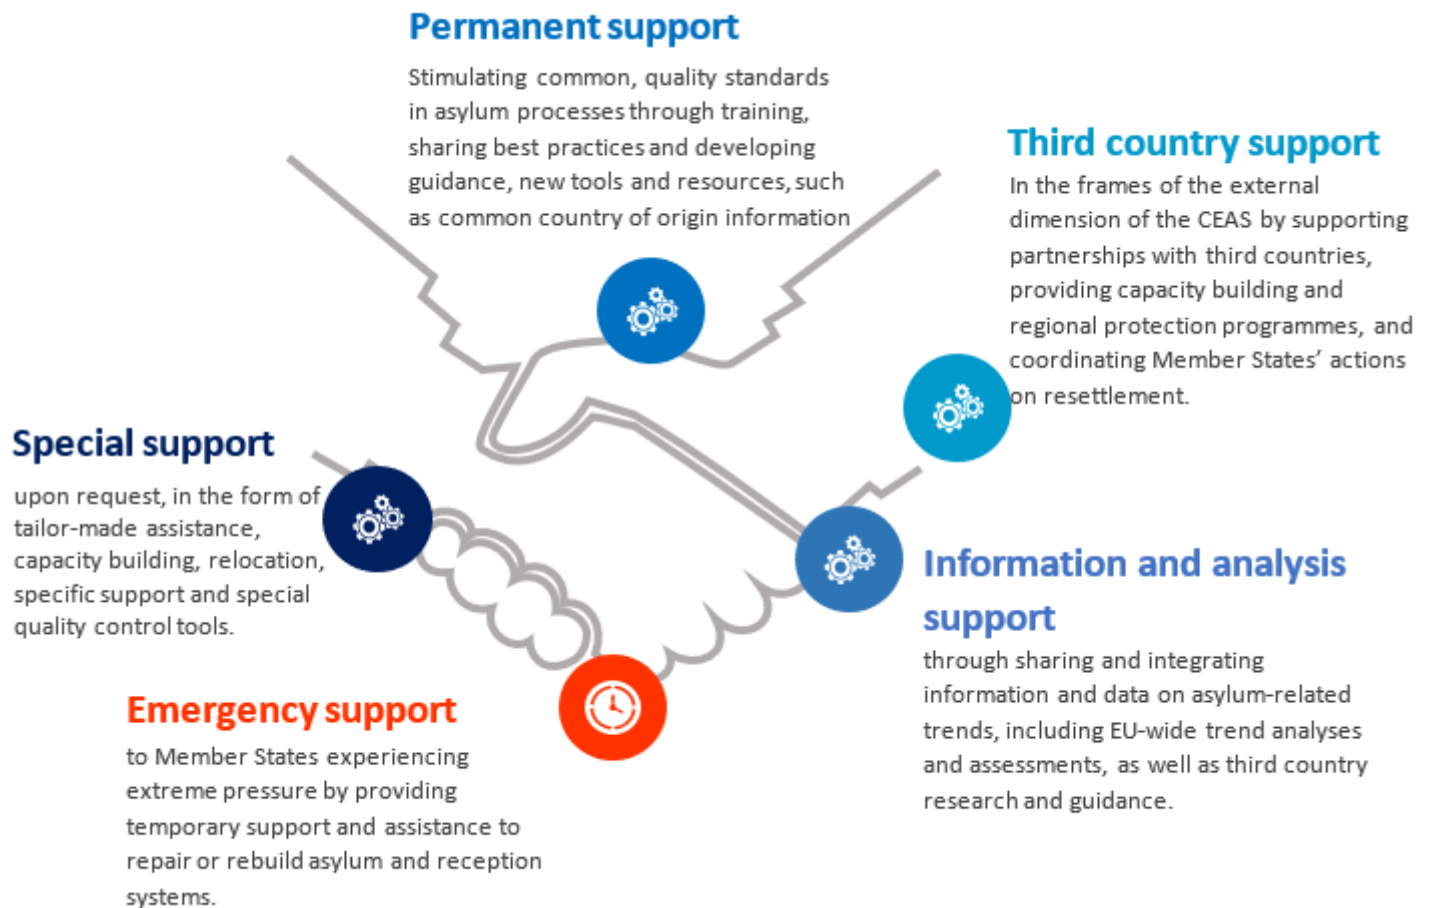 Permanent support
Stimulating common, quality standards
in asylum processes through training,
sharing best practices and developing
guidance, new tools and resources, such
as common country of origin information
Third country support
In the frames of the external
dimension of the CEAS by supporting
partnerships with third countries,
providing capacity building and
regional protection programmes, and
coordinating Member States’ actions
on resettlement.
Special support
upon request, in the form of
tailor-made assistance,
capacity building, relocation,
specific support and special
quality control tools.
Information and analysis
support
through sharing and integrating
information and data on asylum-related
trends, including EU-wide trend analyses
and assessments, as well as third country
research and guidance.
Emergency support
to Member States experiencing
extreme pressure by providing
temporary support and assistance to
repair or rebuild asylum and reception
systems.